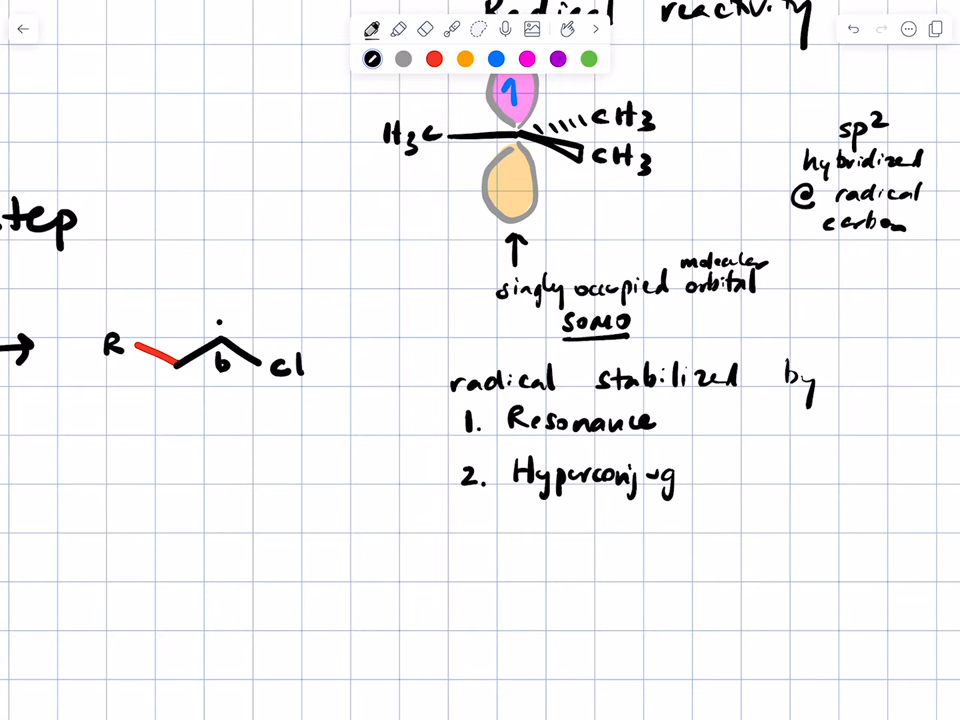 Radical reactivity
1
H3C
CH3
CH3
sp2
hybridized
@ radical
carbon
step
singly occupied molecular orbital
SOMO
R
b
Cl
radical stabilized by
1. Resonance
2. Hyperconjug